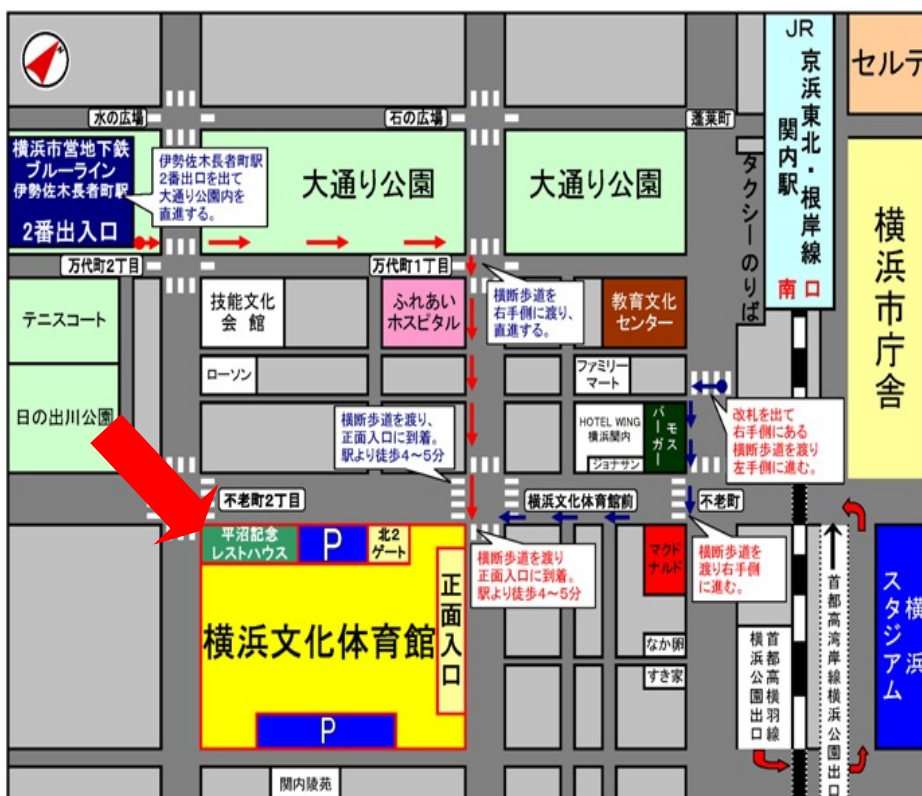 N
JR
京浜東北・根岸線
関内駅
南口
セルテ
水の広場
石の広場
蓬莱町
横浜市営地下鉄
ブルーライン
伊勢佐木長者町駅
2番出入口
伊勢佐木長者町駅
2番出口を出て
大通り公園内を
直進する。
大通り公園
大通り公園
タクシーのりば
横浜市庁舎
万代町2丁目
万代町1丁目
テニスコート
技能文化
会館
ふれあい
ホスピタル
横断歩道を
右手側に渡り、
直進する。
教育文化
センター
ローソン
ファミリー
マート
日の出川公園
横断歩道を渡り、
正面入口に到着。
駅より徒歩4～5分
HOTEL WING
横浜関内
ジョナサン
モス
バーガー
改札を出て
右手側にある
横断歩道を渡り
左手側に進む。
不老町2丁目
横浜文化体育館前
不老町
平沼記念
レストハウス
P
北2
ゲート
正面入口
横浜文化体育館
P
横断歩道を渡り
正面入口に到着。
駅より徒歩4～5分
マクド
ナルド
横断歩道を
渡り右手側
に進む。
なか卯
すき家
首都高横羽線
横浜公園出口
首都高湾岸線横浜公園出口
横浜
スタジアム
関内陵苑